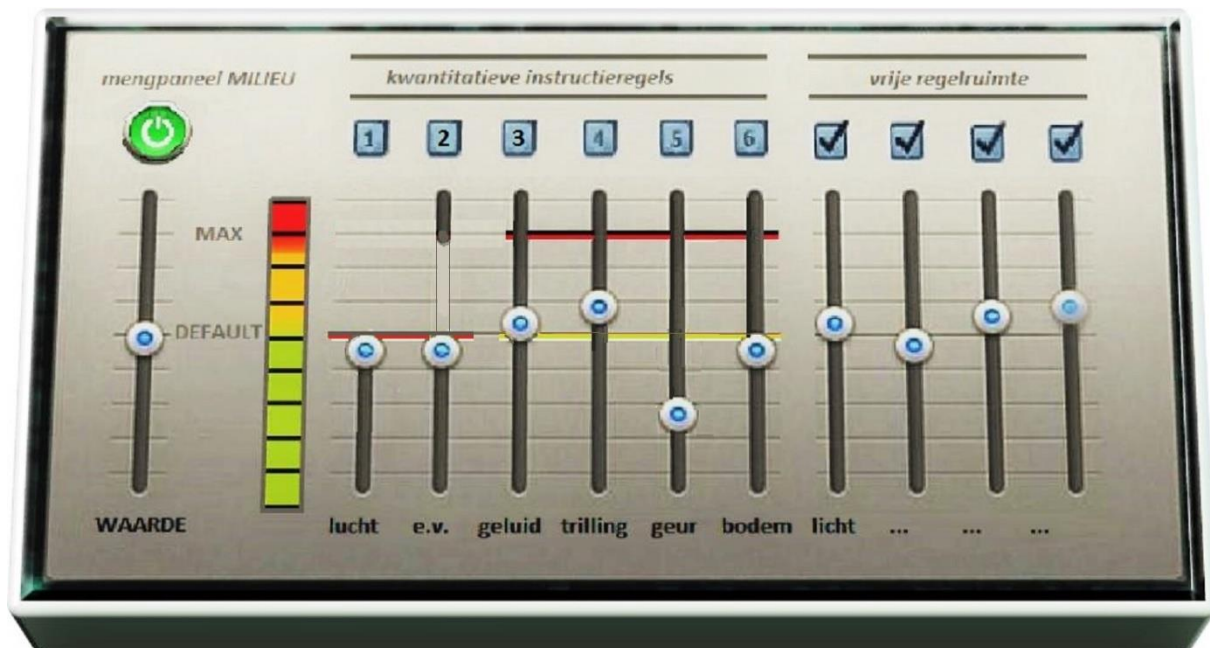 mengpaneel MILIEU
kwantitatieve instructieregels
vrije regelruimte
1 2 3 4 5 6
MAX
DEFAULT
WAARDE
lucht e.v. geluid trilling geur bodem licht ... ... ...